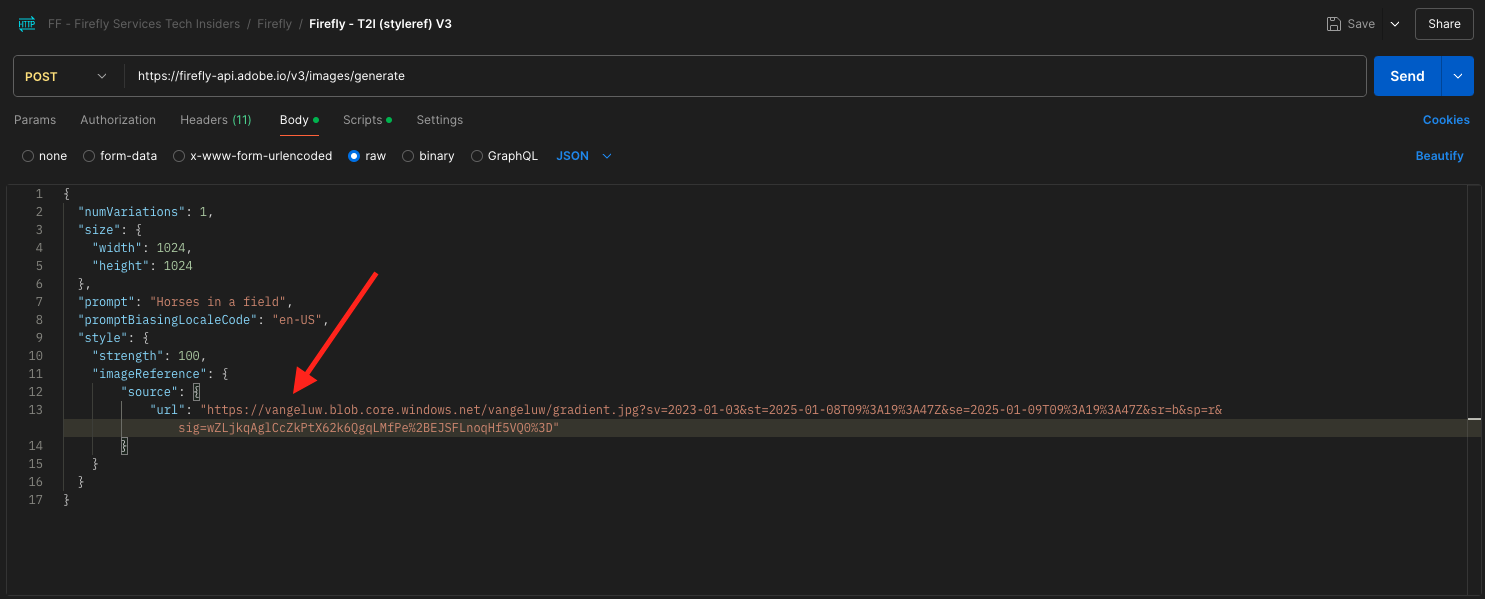 HTTP FF - Firefly Services Tech Insiders / Firefly / Firefly - T2I (styleref) V3 Save Share
POST https://firefly-api.adobe.io/v3/images/generate Send
Params Authorization Headers (11) Body Scripts Settings Cookies
none form-data x-www-form-urlencoded raw binary GraphQL JSON Beautify
1 {
2 "numVariations": 1,
3 "size": {
4 "width": 1024,
5 "height": 1024
6 },
7 "prompt": "Horses in a field",
8 "promptBiasingLocaleCode": "en-US",
9 "style": {
10 "strength": 100,
11 "imageReference": {
12 "source": {
13 "url": "https://vangeluw.blob.core.windows.net/vangeluw/gradient.jpg?sv=2023-01-03&st=2025-01-08T09%3A19%3A47Z&se=2025-01-09T09%3A19%3A47Z&sr=b&sp=r&
sig=wZLjkqAglCcZkPtX62k6QgqLMfPe%2BEJSFLnoqHf5VQ0%3D"
14 }
15 }
16 }
17 }